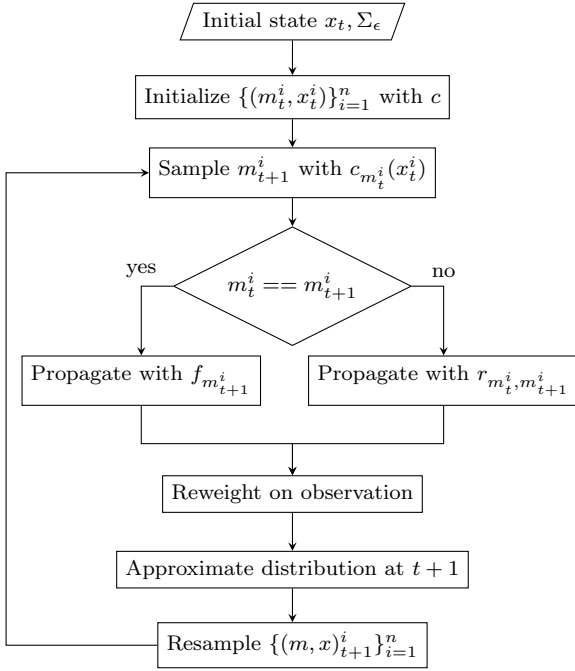 Initial state $x_t, \Sigma_\epsilon$
Initialize $\{(m_t^i, x_t^i)\}_{i=1}^n$ with $c$
Sample $m_{t+1}^i$ with $c_{m_t^i}(x_t^i)$
yes
$m_t^i == m_{t+1}^i$
no
Propagate with $f_{m_{t+1}^i}$
Propagate with $r_{m_t^i, m_{t+1}^i}$
Reweight on observation
Approximate distribution at $t+1$
Resample $\{(m, x)_{t+1}^i\}_{i=1}^n$